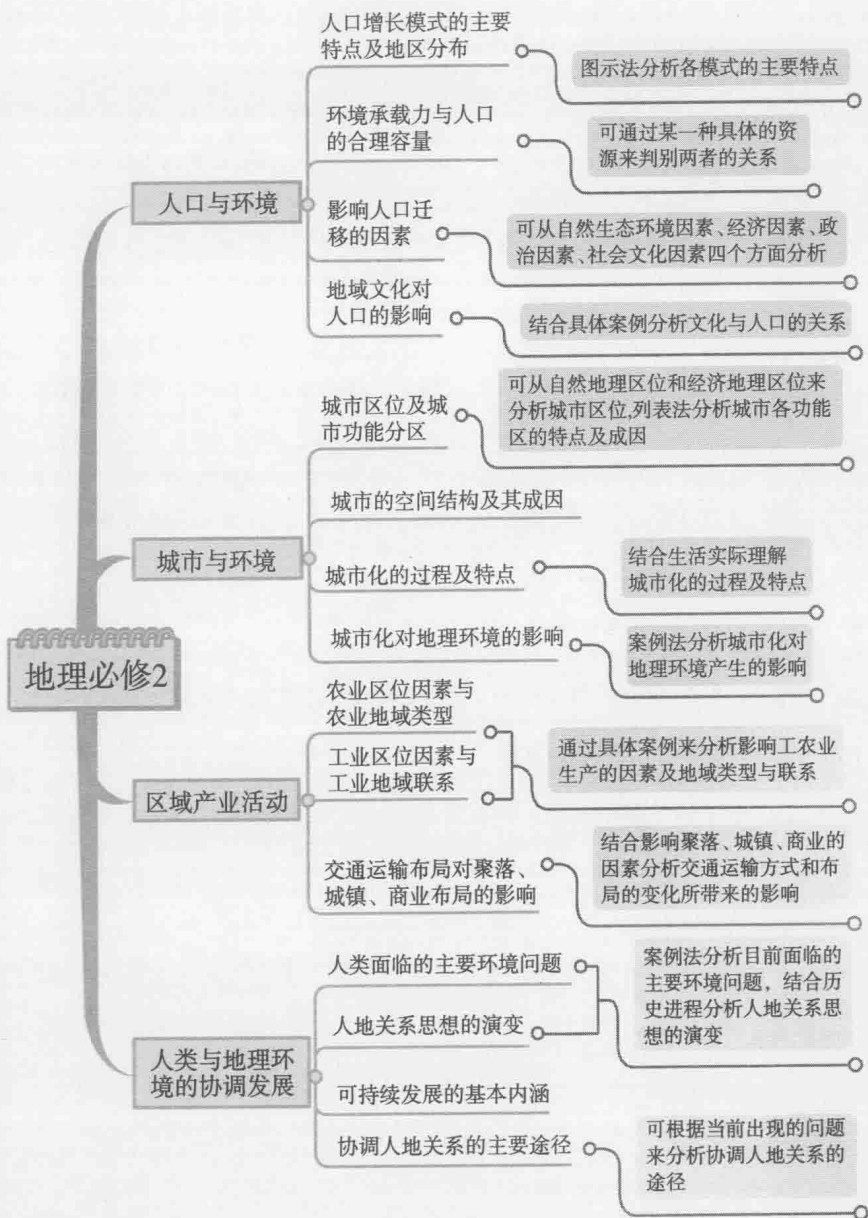 地理必修2
人口与环境
人口增长模式的主要
特点及地区分布
图示法分析各模式的主要特点
环境承载力与人口
的合理容量
可通过某一种具体的资
源来判别两者的关系
影响人口迁
移的因素
可从自然生态环境因素、经济因素、政
治因素、社会文化因素四个方面分析
地域文化对
人口的影响
结合具体案例分析文化与人口的关系
城市与环境
城市区位及城
市功能分区
可从自然地理区位和经济地理区位来
分析城市区位,列表法分析城市各功能
区的特点及成因
城市的空间结构及其成因
城市化的过程及特点
结合生活实际理解
城市化的过程及特点
城市化对地理环境的影响
案例法分析城市化对
地理环境产生的影响
区域产业活动
农业区位因素与
农业地域类型
工业区位因素与
工业地域联系
通过具体案例来分析影响工农业
生产的因素及地域类型与联系
交通运输布局对聚落、
城镇、商业布局的影响
结合影响聚落、城镇、商业的
因素分析交通运输方式和布
局的变化所带来的影响
人类与地理环
境的协调发展
人类面临的主要环境问题
人地关系思想的演变
案例法分析目前面临的
主要环境问题，结合历
史进程分析人地关系思
想的演变
可持续发展的基本内涵
协调人地关系的主要途径
可根据当前出现的问题
来分析协调人地关系的
途径